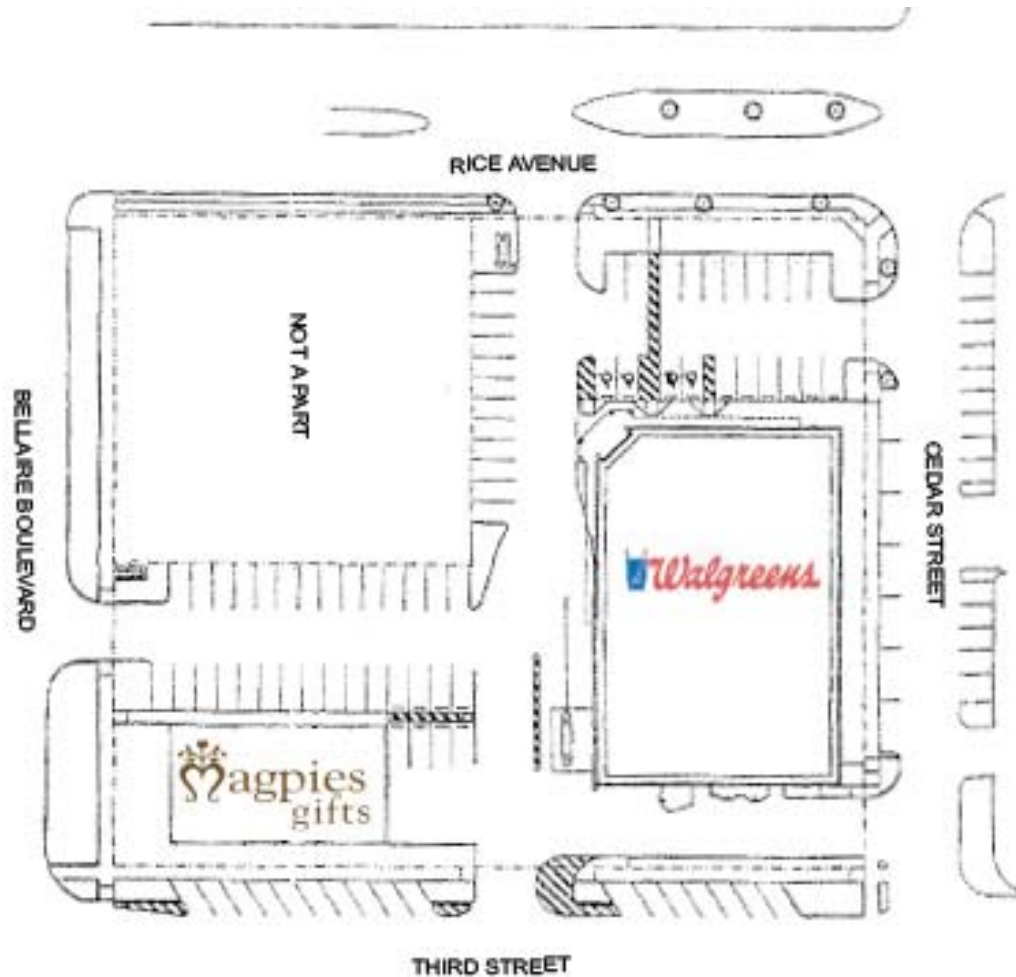 RICE AVENUE
NOT A PART
BELLAIRE BOULEVARD
CEDAR STREET
Walgreens
Magpies
gifts
THIRD STREET